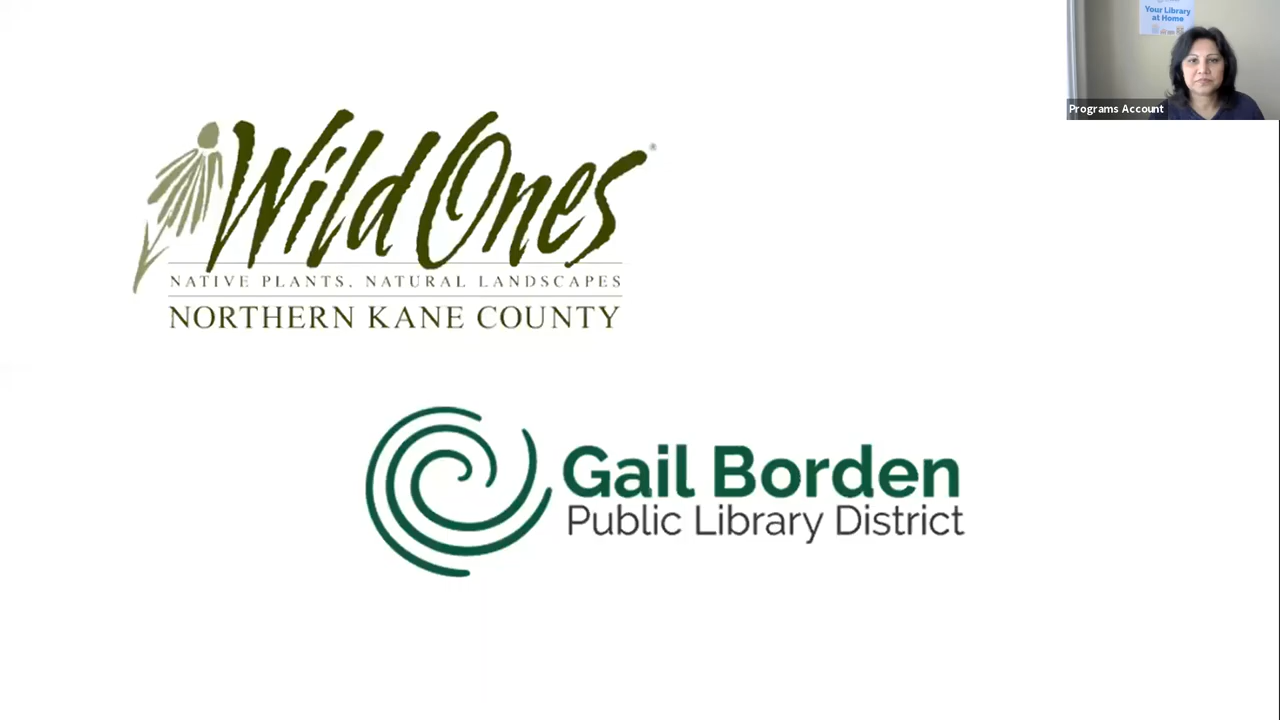 Your Library
at Home
Programs Account
Wild Ones®
NATIVE PLANTS, NATURAL LANDSCAPES
NORTHERN KANE COUNTY
Gail Borden
Public Library District